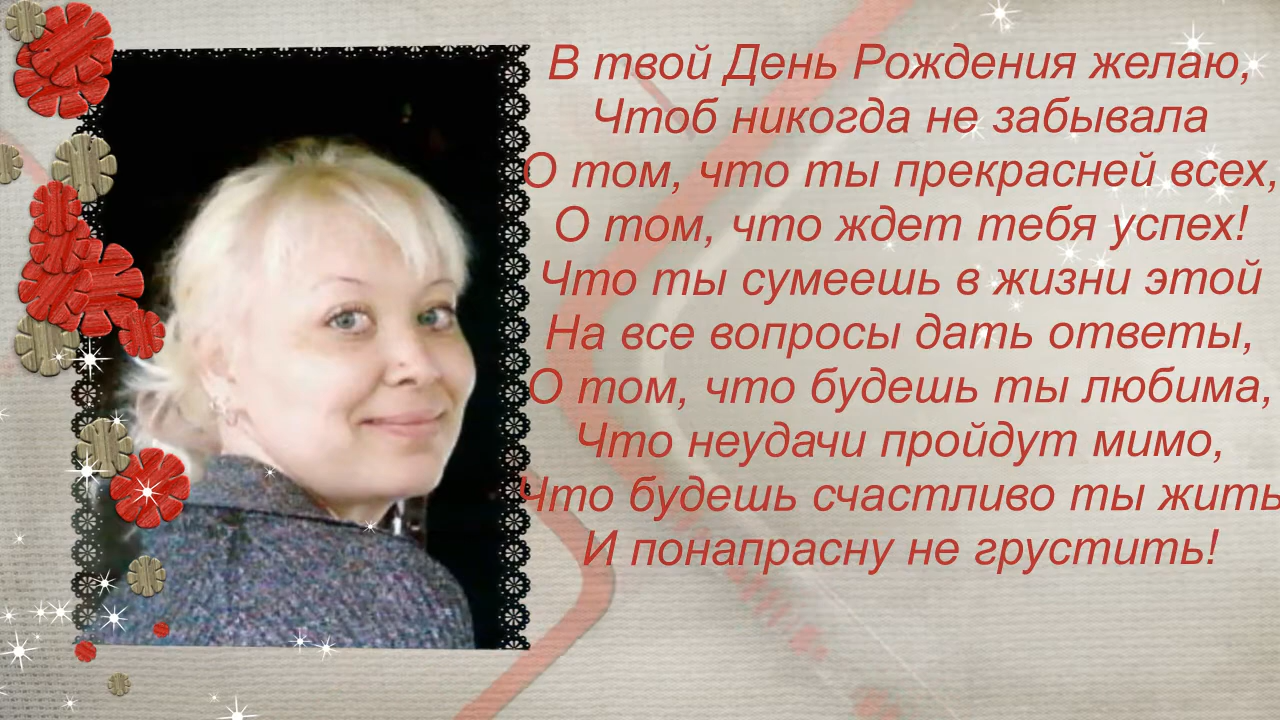 В твой День Рождения желаю,
Чтоб никогда не забывала
О том, что ты прекрасней всех,
О том, что ждет тебя успех!
Что ты сумеешь в жизни этой
На все вопросы дать ответы,
О том, что будешь ты любима,
Что неудачи пройдут мимо,
Что будешь счастливо ты жить
И понапрасну не грустить!